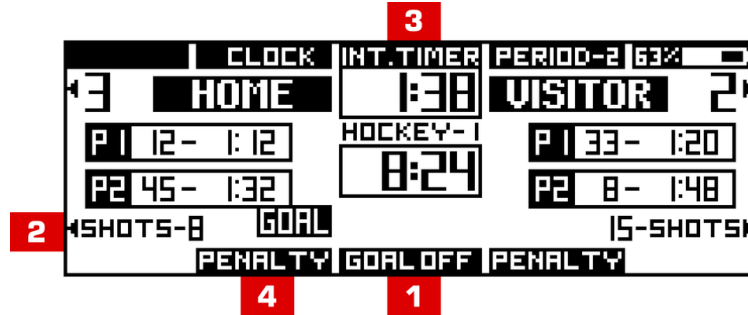 3
CLOCK INT.TIMER PERIOD-2 63%
3 HOME 1:38 VISITOR 2
HOCKEY-1
P1 12- 1:12 8:24 P1 33- 1:20
P2 45- 1:32 P2 8- 1:48
2 SHOTS-8 GOAL 15-SHOTS
PENALTY GOAL OFF PENALTY
4 1